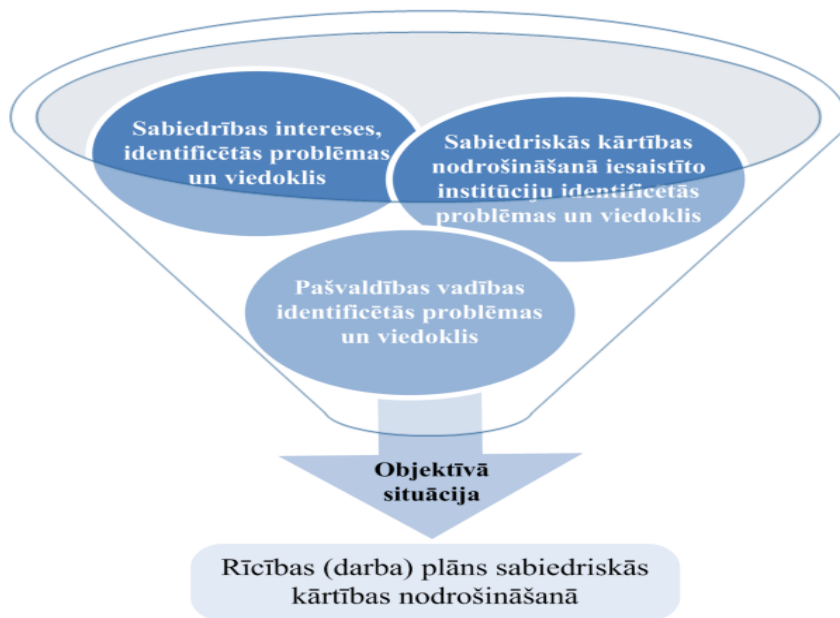 Sabiedrības intereses,
identificētās problēmas
un viedoklis
Sabiedriskās kārtības
nodrošināšanā iesaistīto
institūciju identificētās
problēmas un viedoklis
Pašvaldības vadības
identificētās problēmas
un viedoklis
Objektīvā
situācija
Rīcības (darba) plāns sabiedriskās
kārtības nodrošināšanā